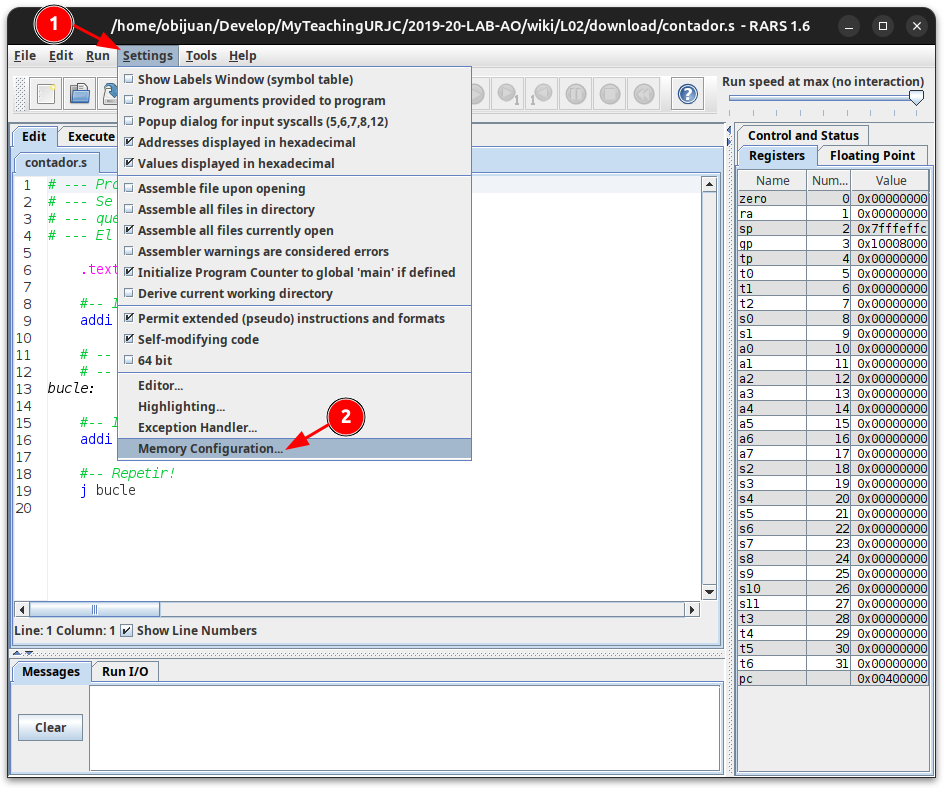 1
/home/obijuan/Develop/MyTeachingURJC/2019-20-LAB-AO/wiki/L02/download/contador.s - RARS 1.6
File Edit Run Settings Tools Help
Show Labels Window (symbol table)
Program arguments provided to program
Popup dialog for input syscalls (5,6,7,8,12)
Addresses displayed in hexadecimal
Values displayed in hexadecimal
Assemble file upon opening
Assemble all files in directory
Assemble all files currently open
Assembler warnings are considered errors
Initialize Program Counter to global 'main' if defined
Derive current working directory
Permit extended (pseudo) instructions and formats
Self-modifying code
64 bit
Editor...
Highlighting...
Exception Handler...
Memory Configuration...
2
Run speed at max (no interaction)
Edit Execute
contador.s
1 # --- Pro
2 # --- Se
3 # --- que
4 # --- El
5
6 .text
7
8 #-- I
9 addi
10
11 # --
12 # --
13 bucle:
14
15 #-- I
16 addi
17
18 #-- Repetir!
19 j bucle
20
Line: 1 Column: 1 Show Line Numbers
Messages Run I/O
Clear
Control and Status
Registers Floating Point
Name Num... Value
zero 0 0x00000000
ra 1 0x00000000
sp 2 0x7fffeffc
gp 3 0x10008000
tp 4 0x00000000
t0 5 0x00000000
t1 6 0x00000000
t2 7 0x00000000
s0 8 0x00000000
s1 9 0x00000000
a0 10 0x00000000
a1 11 0x00000000
a2 12 0x00000000
a3 13 0x00000000
a4 14 0x00000000
a5 15 0x00000000
a6 16 0x00000000
a7 17 0x00000000
s2 18 0x00000000
s3 19 0x00000000
s4 20 0x00000000
s5 21 0x00000000
s6 22 0x00000000
s7 23 0x00000000
s8 24 0x00000000
s9 25 0x00000000
s10 26 0x00000000
s11 27 0x00000000
t3 28 0x00000000
t4 29 0x00000000
t5 30 0x00000000
t6 31 0x00000000
pc 0x00400000